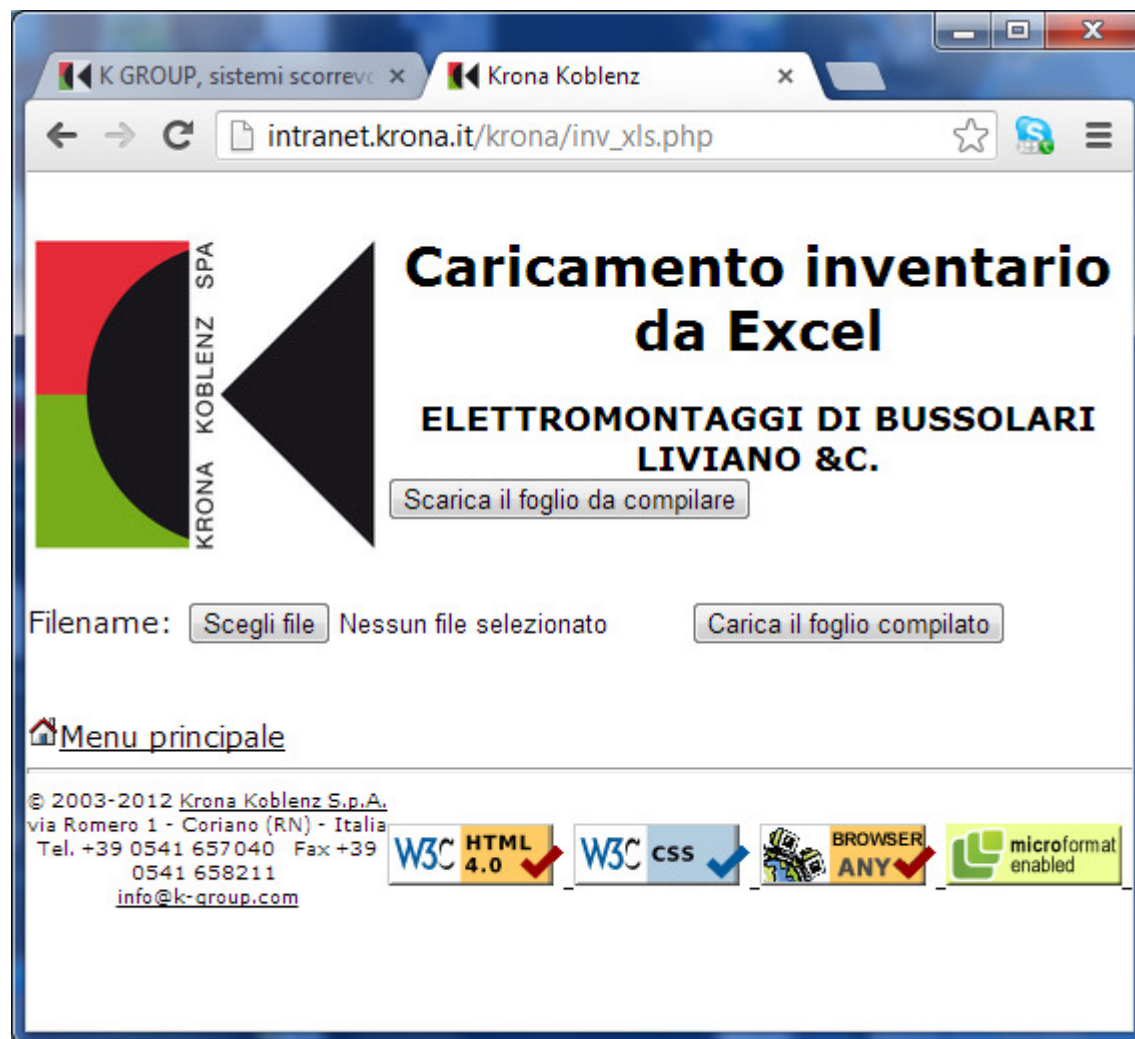 K GROUP, sistemi scorrev
Krona Koblenz
intranet.krona.it/krona/inv_xls.php
KRONA KOBLENZ SPA
Caricamento inventario
da Excel
ELETTROMONTAGGI DI BUSSOLARI
LIVIANO &C.
Scarica il foglio da compilare
Filename: Scegli file Nessun file selezionato Carica il foglio compilato
Menu principale
© 2003-2012 Krona Koblenz S.p.A.
via Romero 1 - Coriano (RN) - Italia
Tel. +39 0541 657040 Fax +39
0541 658211
info@k-group.com
W3C HTML 4.0
W3C css
BROWSER ANY
microformat enabled